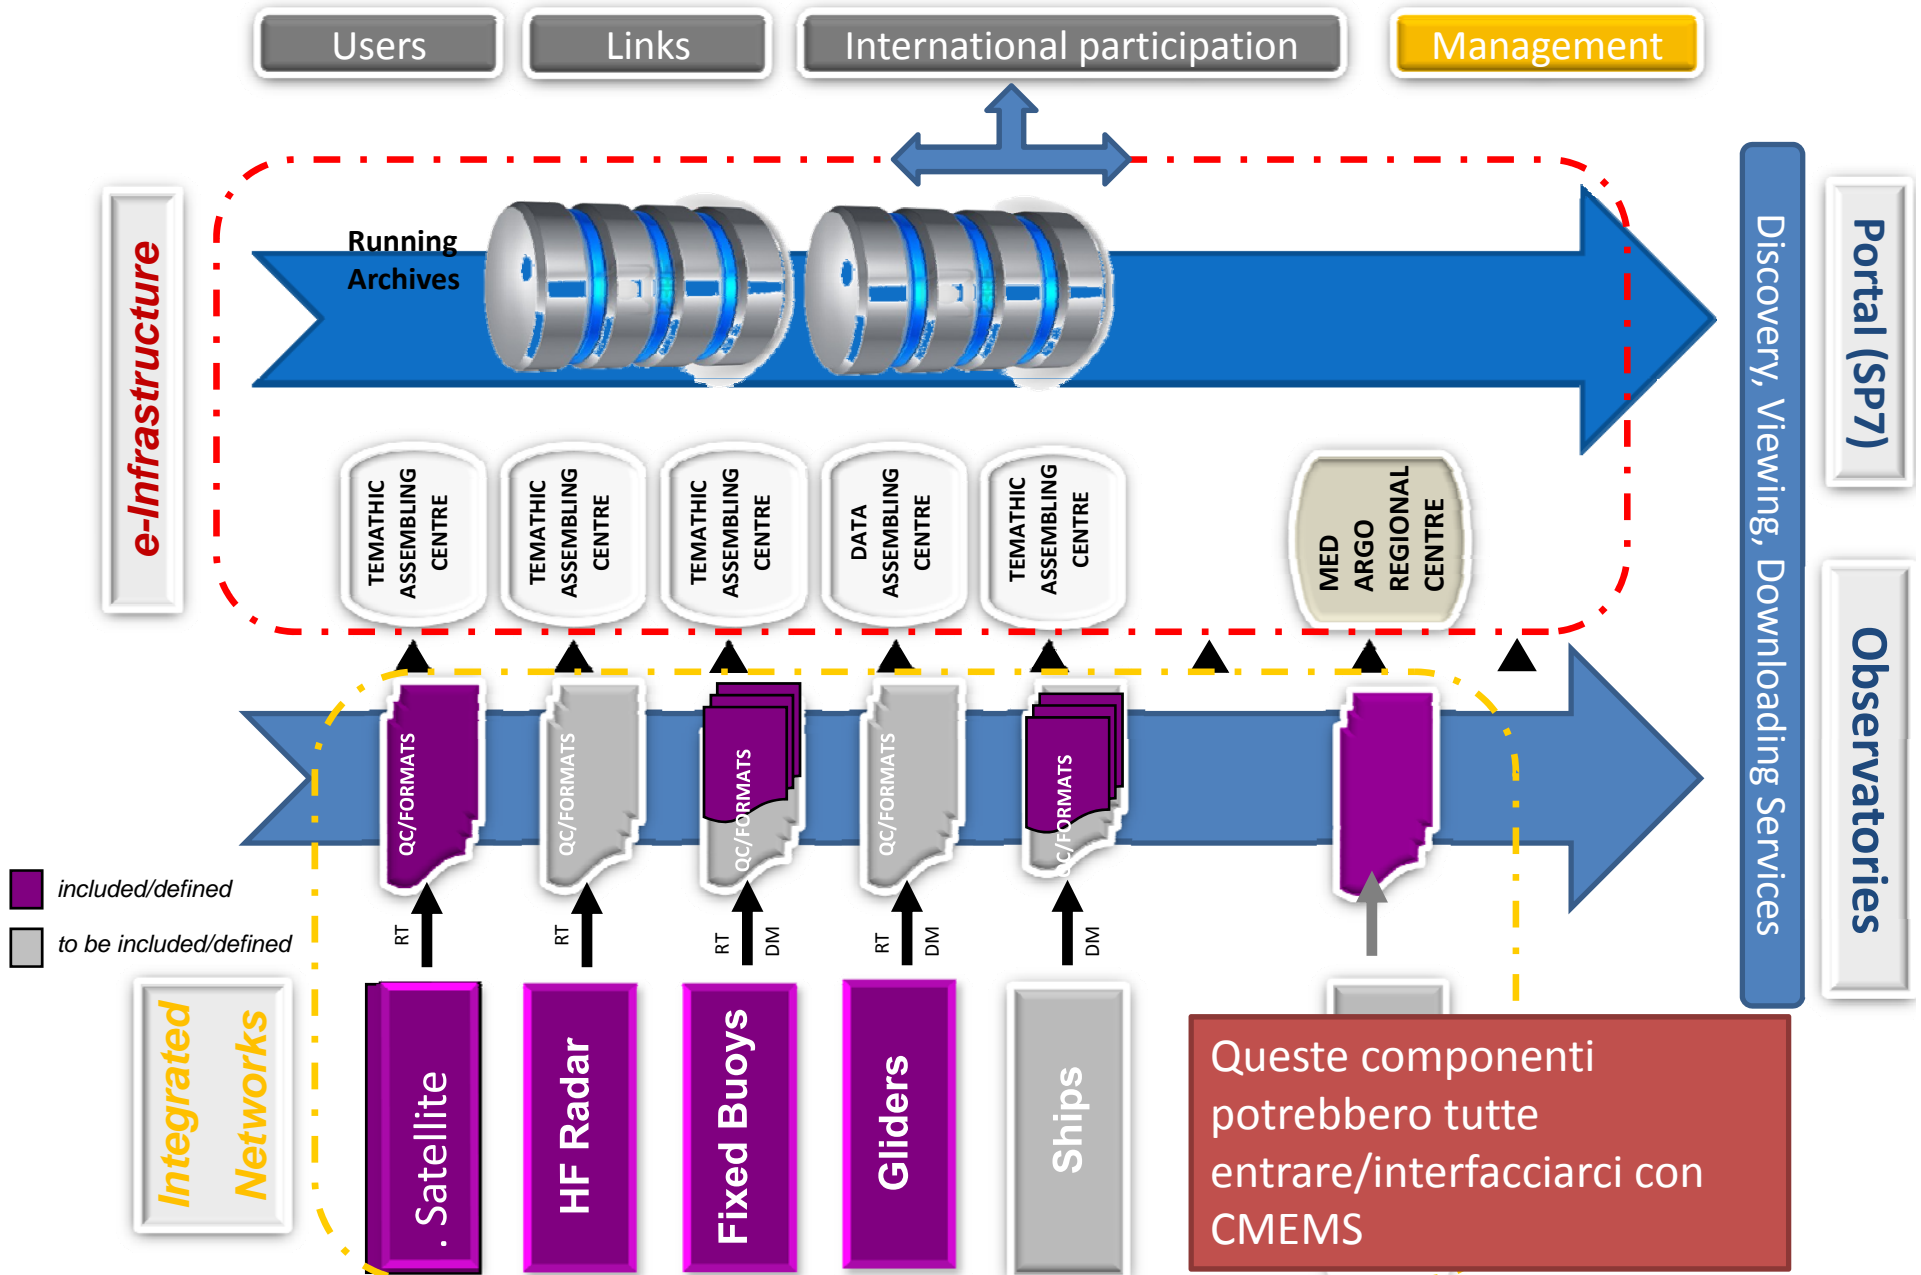 Users
Links
International participation
Management
e-Infrastructure
Running
Archives
TEMATHIC
ASSEMBLING
CENTRE
TEMATHIC
ASSEMBLING
CENTRE
TEMATHIC
ASSEMBLING
CENTRE
DATA
ASSEMBLING
CENTRE
TEMATHIC
ASSEMBLING
CENTRE
MED
ARGO
REGIONAL
CENTRE
Discovery, Viewing, Downloading Services
Portal (SP7)
Observatories
QC/FORMATS
QC/FORMATS
QC/FORMATS
QC/FORMATS
QC/FORMATS
included/defined
to be included/defined
RT
RT
RT
DM
RT
DM
DM
Integrated
Networks
. Satellite
HF Radar
Fixed Buoys
Gliders
Ships
Queste componenti
potrebbero tutte
entrare/interfacciarci con
CMEMS